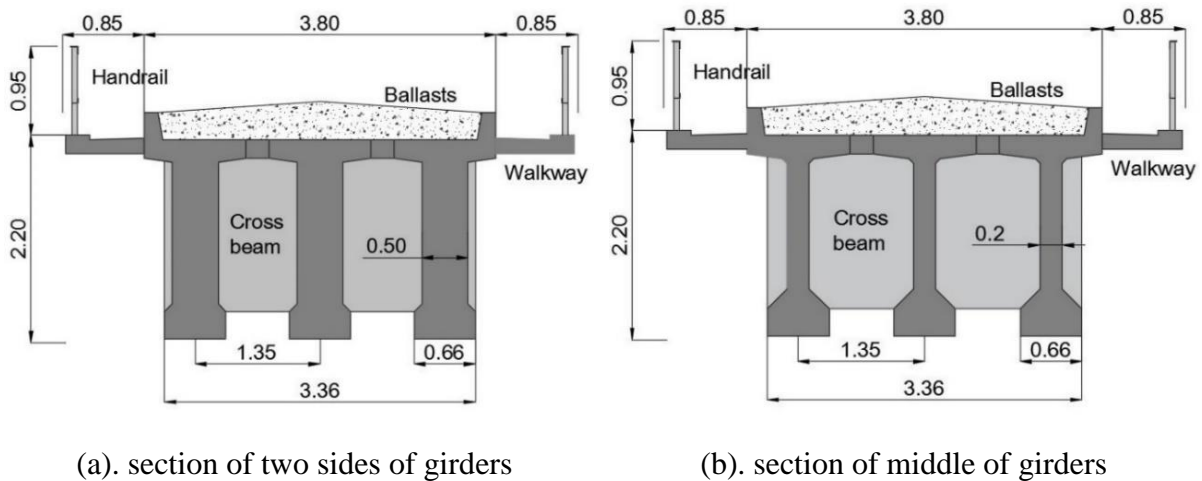 0.85 3.80 0.85
0.95
Handrail
Ballasts
Walkway
2.20
Cross
beam
0.50
1.35
0.66
3.36
(a). section of two sides of girders
0.85 3.80 0.85
0.95
Handrail
Ballasts
Walkway
2.20
Cross
beam
0.2
1.35
0.66
3.36
(b). section of middle of girders